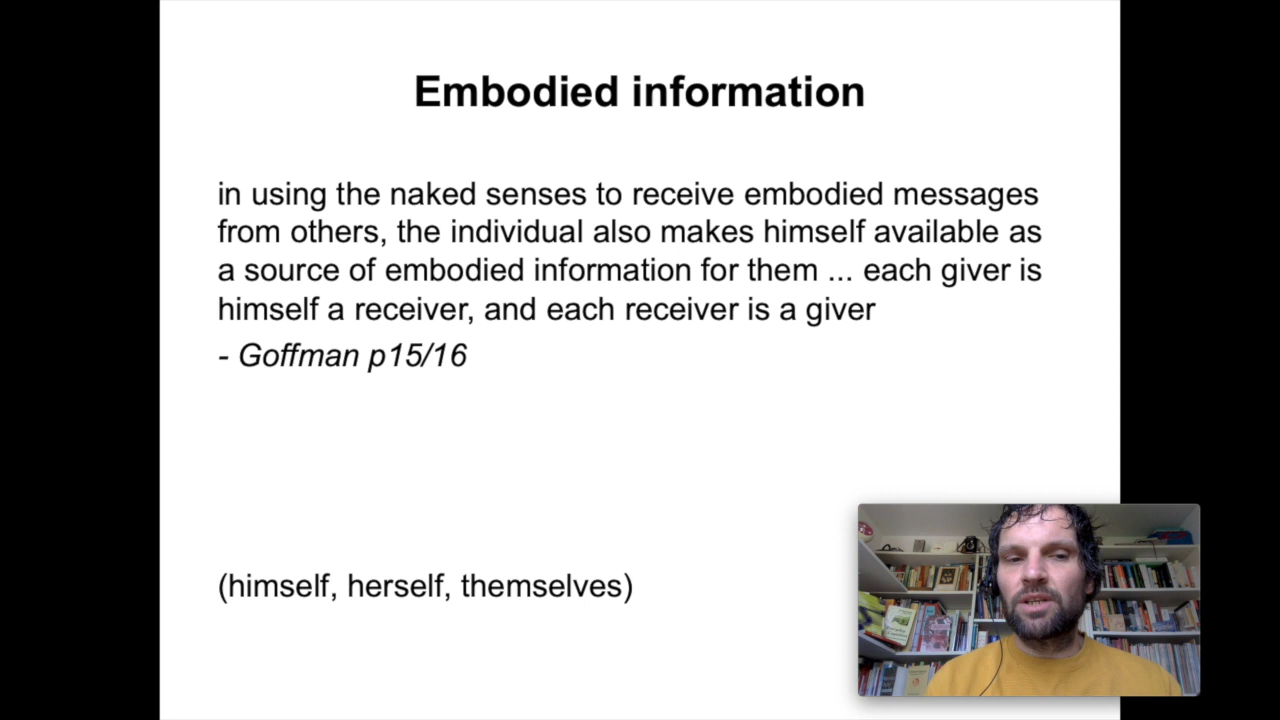 Embodied information
in using the naked senses to receive embodied messages
from others, the individual also makes himself available as
a source of embodied information for them ... each giver is
himself a receiver, and each receiver is a giver
- Goffman p15/16
(himself, herself, themselves)